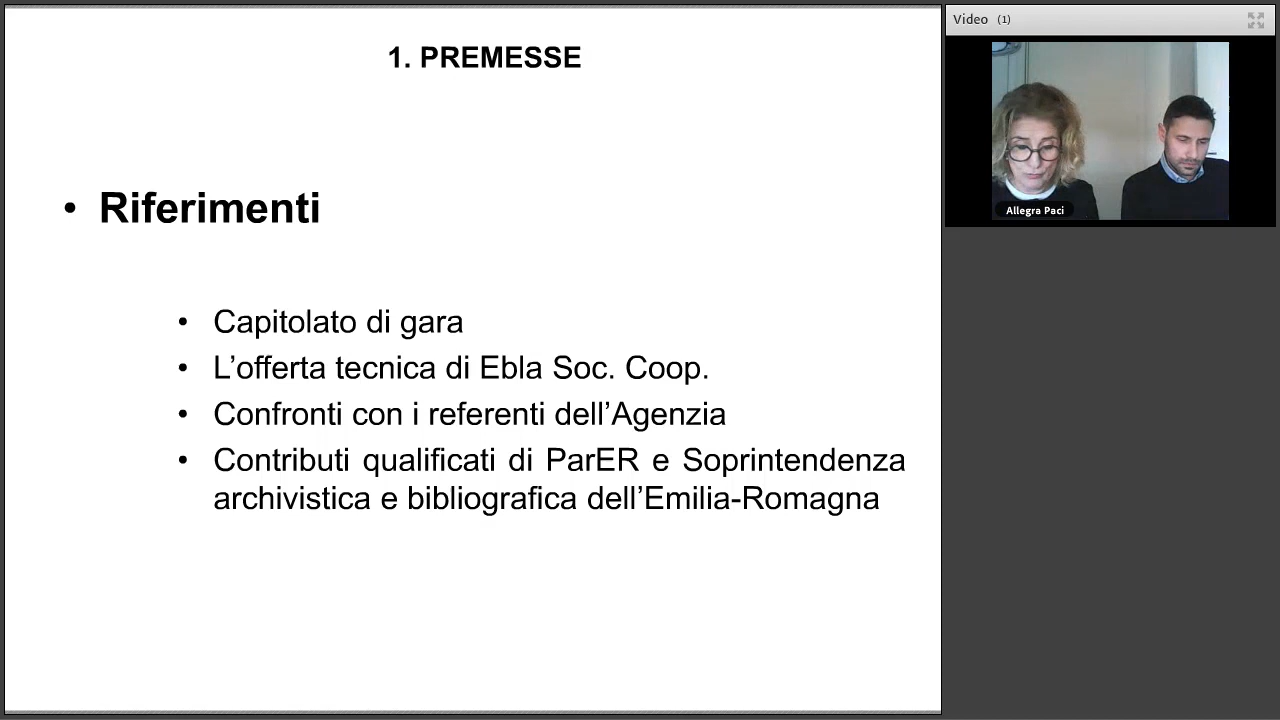 1. PREMESSE
• Riferimenti
• Capitolato di gara
• L’offerta tecnica di Ebla Soc. Coop.
• Confronti con i referenti dell’Agenzia
• Contributi qualificati di ParER e Soprintendenza
archivistica e bibliografica dell’Emilia-Romagna
Video (1)
Allegra Paci